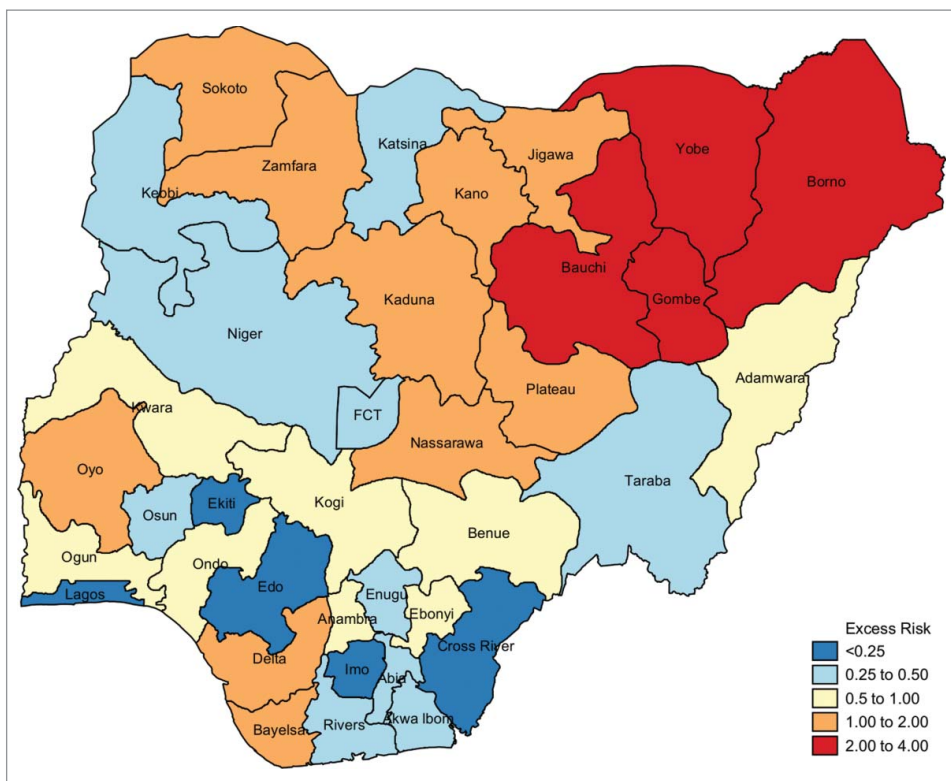 Sokoto
Katsina
Jigawa
Yobe
Zamfara
Kebbi
Kano
Borno
Bauchi
Kaduna
Gombe
Niger
Adamwara
Plateau
FCT
Kwara
Nassarawa
Oyo
Taraba
Kogi
Ekiti
Osun
Benue
Ogun
Ondo
Edo
Lagos
Enugu
Anambra
Ebonyi
Cross River
Delta
Imo
Abia
Bayelsa
Rivers
Akwa Ibom
Excess Risk
<0.25
0.25 to 0.50
0.5 to 1.00
1.00 to 2.00
2.00 to 4.00